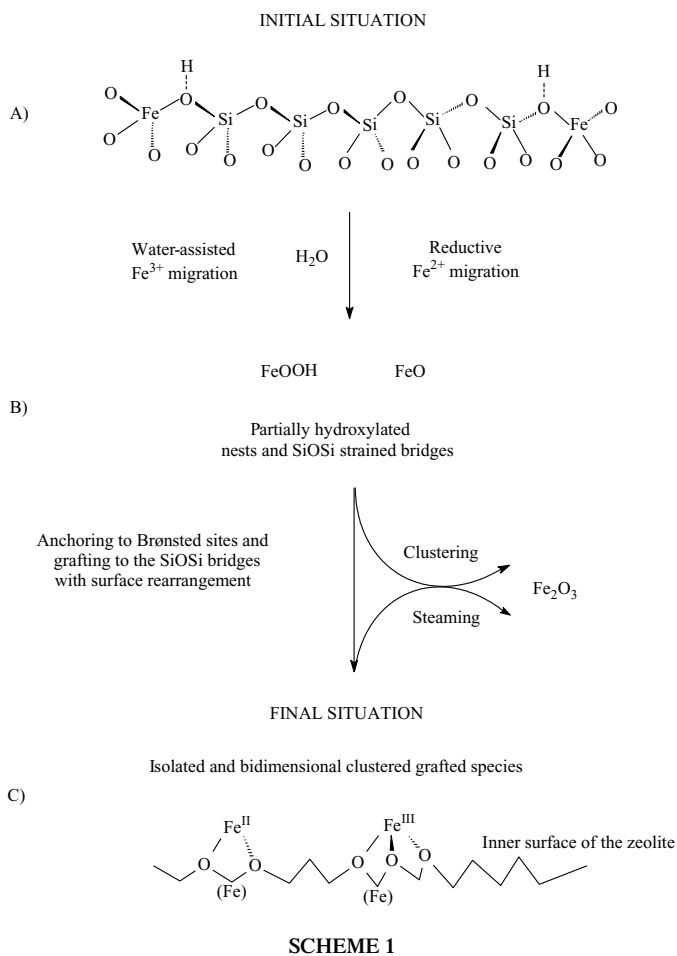 INITIAL SITUATION
A)
H H
O Fe O Si O Si O Si O Si O Si O Fe O
O O O O O O O O O O O O O O O
Water-assisted
Fe3+ migration
H2O
Reductive
Fe2+ migration
FeOOH FeO
B)
Partially hydroxylated
nests and SiOSi strained bridges
Anchoring to Brønsted sites and
grafting to the SiOSi bridges
with surface rearrangement
Clustering
Fe2O3
Steaming
FINAL SITUATION
Isolated and bidimensional clustered grafted species
C)
FeII FeIII
Inner surface of the zeolite
O O O O O
(Fe) (Fe)
SCHEME 1